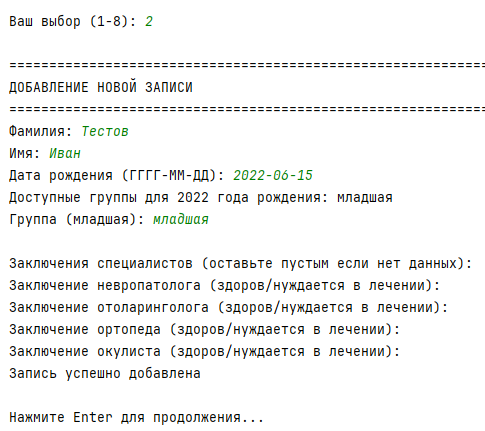 Ваш выбор (1-8): 2
============================================================
ДОБАВЛЕНИЕ НОВОЙ ЗАПИСИ
============================================================
Фамилия: Тестов
Имя: Иван
Дата рождения (ГГГГ-ММ-ДД): 2022-06-15
Доступные группы для 2022 года рождения: младшая
Группа (младшая): младшая
Заключения специалистов (оставьте пустым если нет данных):
Заключение невропатолога (здоров/нуждается в лечении):
Заключение отоларинголога (здоров/нуждается в лечении):
Заключение ортопеда (здоров/нуждается в лечении):
Заключение окулиста (здоров/нуждается в лечении):
Запись успешно добавлена
Нажмите Enter для продолжения...